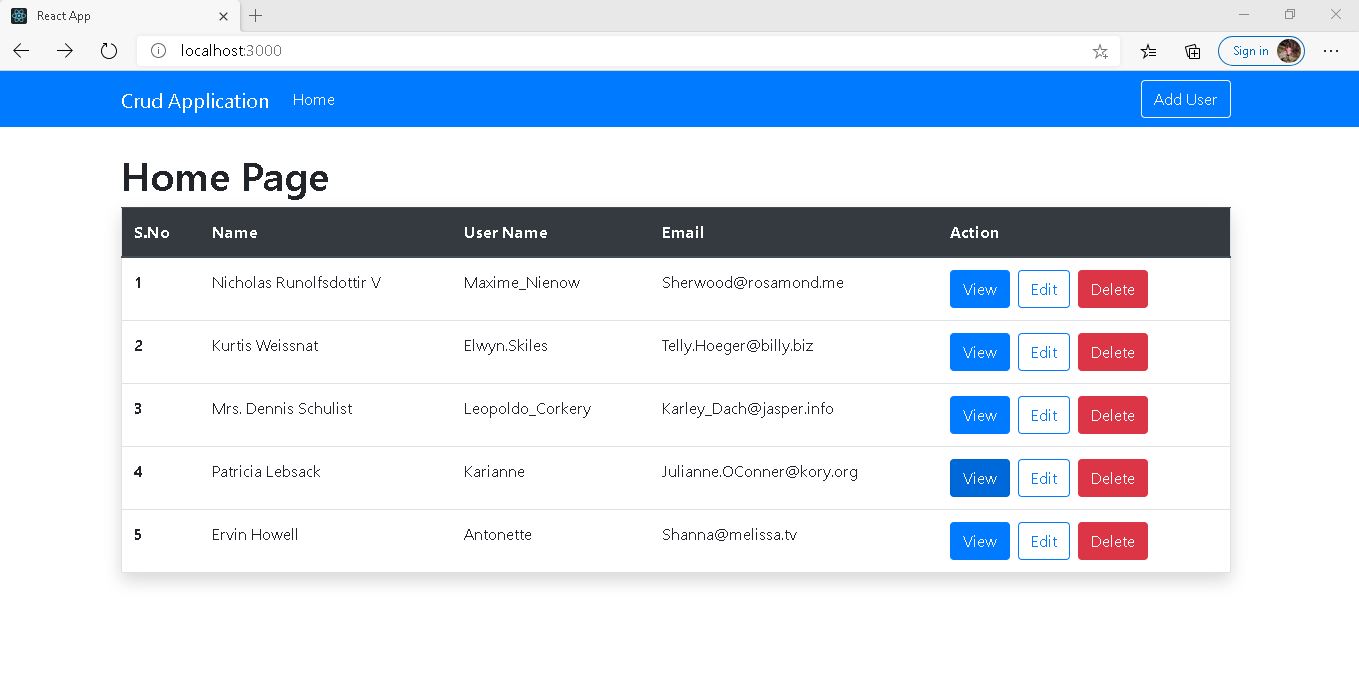 React App
localhost:3000
Sign in
Crud Application Home Add User
Home Page
S.No Name User Name Email Action
1 Nicholas Runolfsdottir V Maxime_Nienow Sherwood@rosamond.me View Edit Delete
2 Kurtis Weissnat Elwyn.Skiles Telly.Hoeger@billy.biz View Edit Delete
3 Mrs. Dennis Schulist Leopoldo_Corkery Karley_Dach@jasper.info View Edit Delete
4 Patricia Lebsack Karianne Julianne.OConner@kory.org View Edit Delete
5 Ervin Howell Antonette Shanna@melissa.tv View Edit Delete